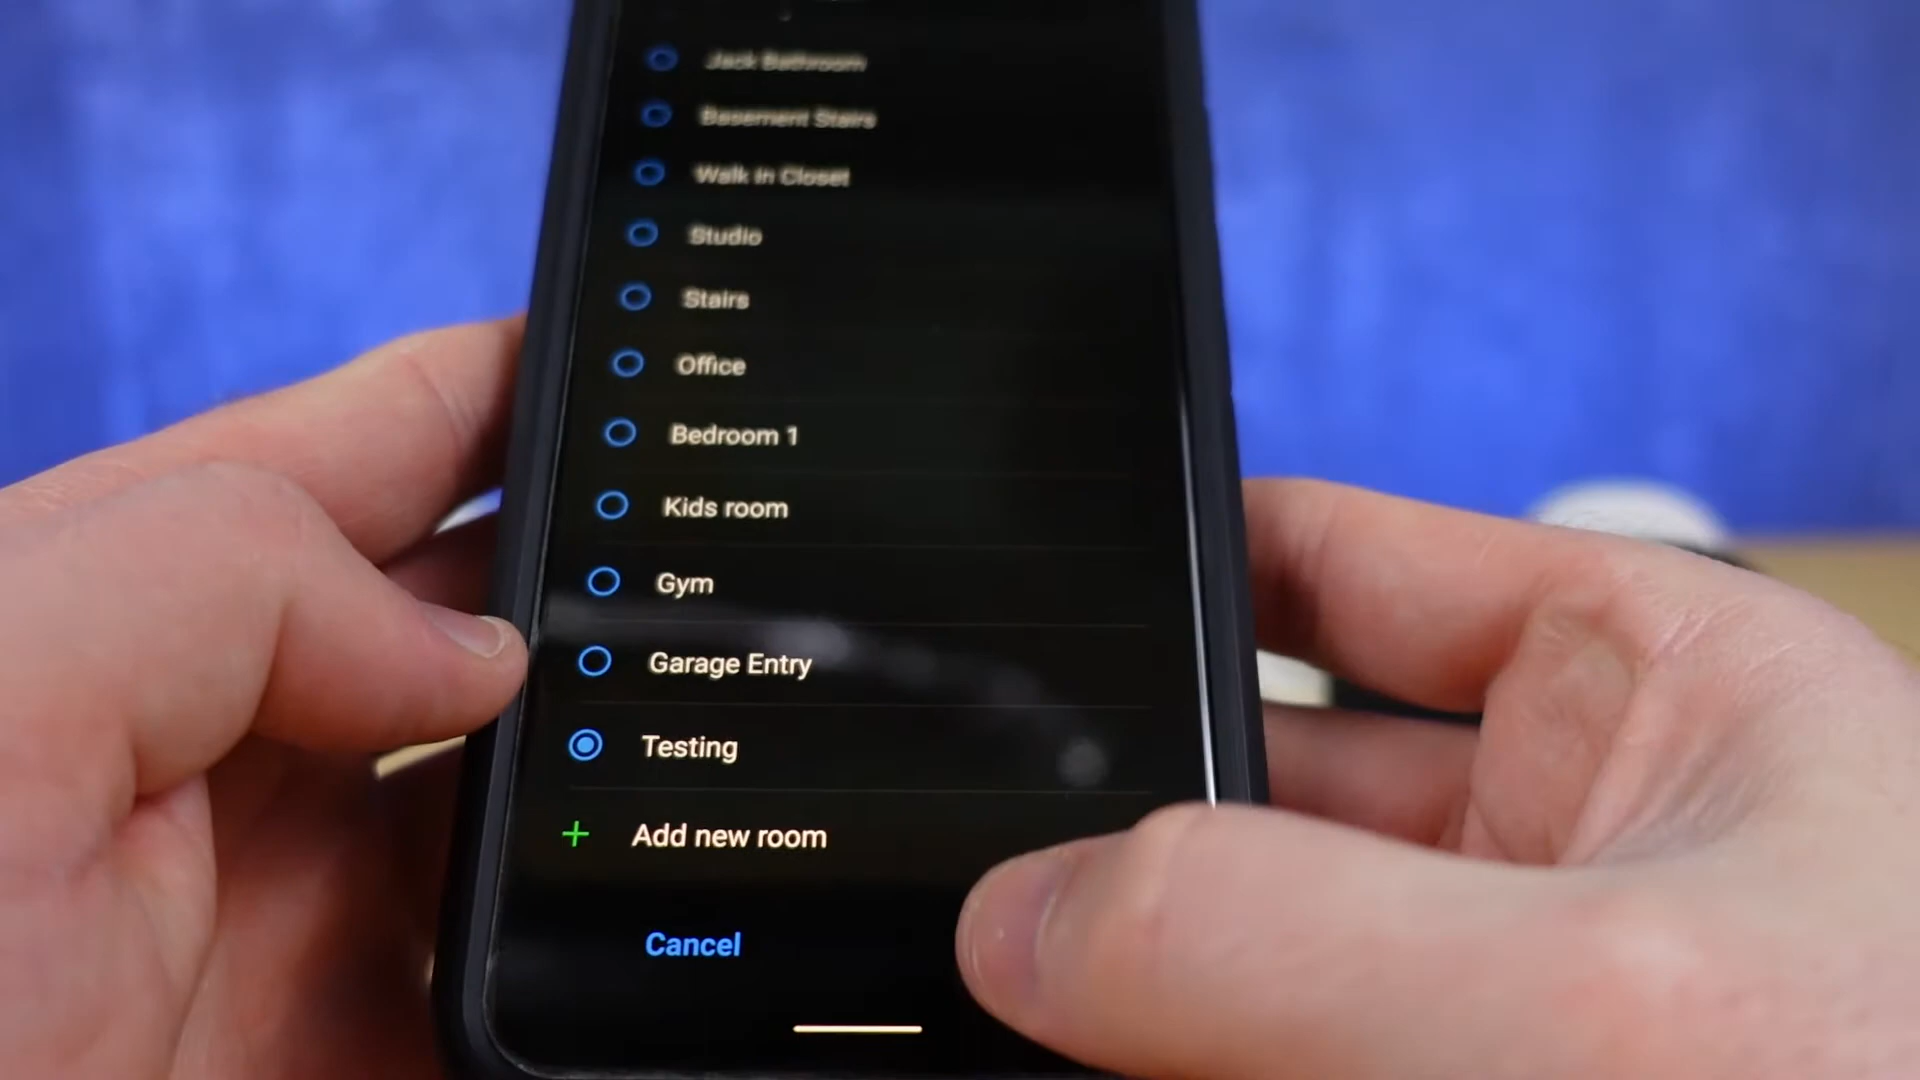 Jack Bathroom
Basement Stairs
Walk in Closet
Studio
Stairs
Office
Bedroom 1
Kids room
Gym
Garage Entry
Testing
Add new room
Cancel